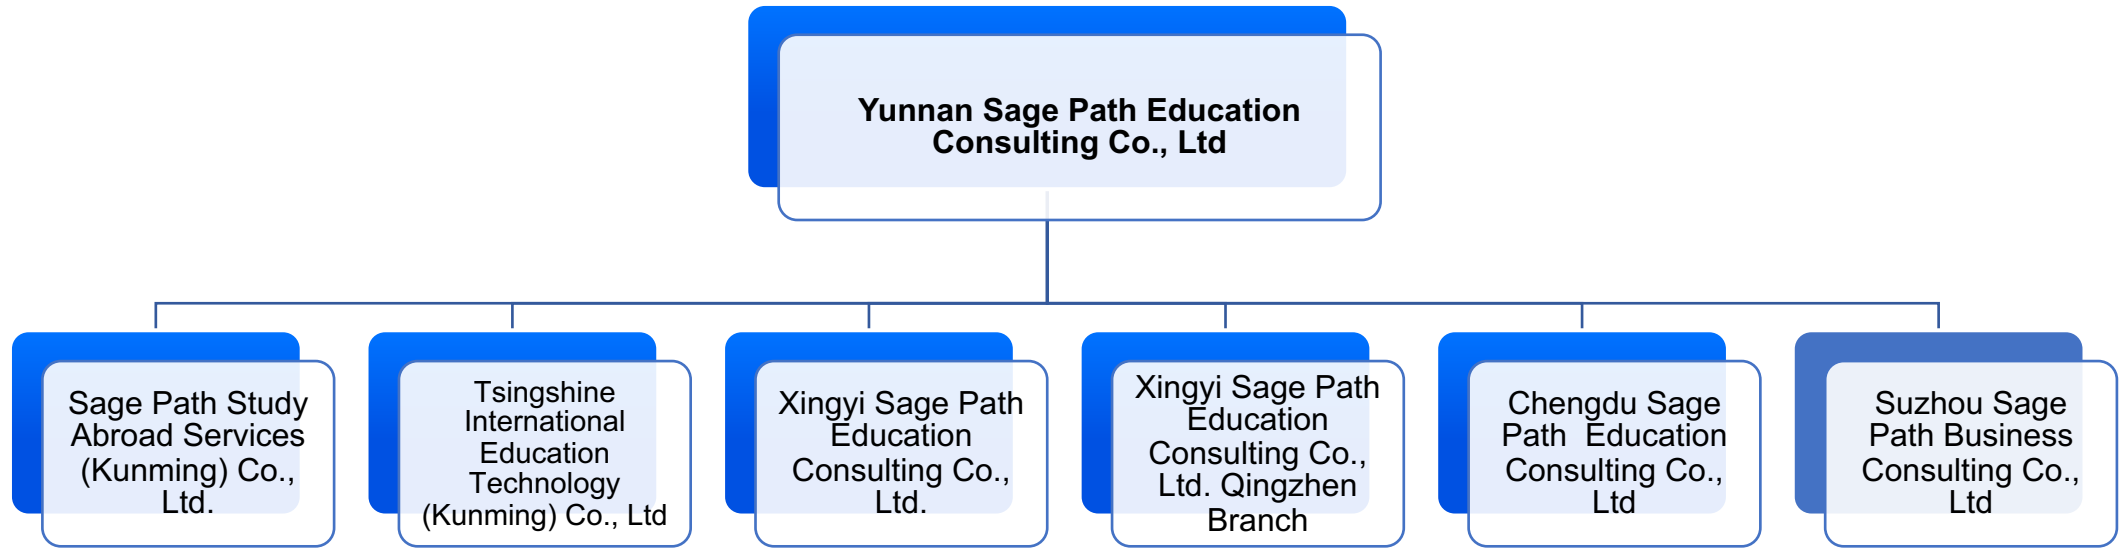 Yunnan Sage Path Education
Consulting Co., Ltd
Sage Path Study
Abroad Services
(Kunming) Co.,
Ltd.
Tsingshine
International
Education
Technology
(Kunming) Co., Ltd
Xingyi Sage Path
Education
Consulting Co.,
Ltd.
Xingyi Sage Path
Education
Consulting Co.,
Ltd. Qingzhen
Branch
Chengdu Sage
Path  Education
Consulting Co.,
Ltd
Suzhou Sage
Path Business
Consulting Co.,
Ltd